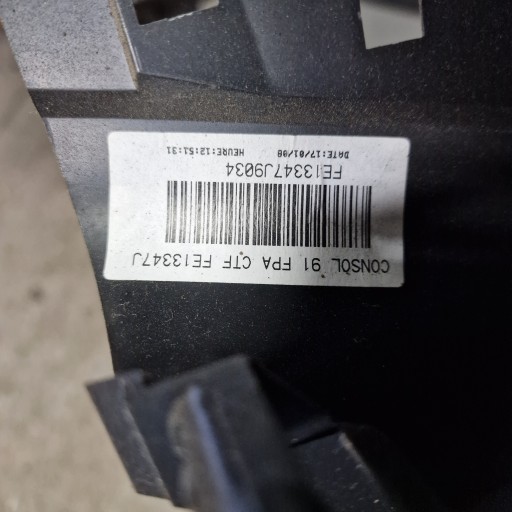 CONSOL 91 FPA CTF FE13347J
FE13347J9034
DATE:17/01/08 HEURE:12:51:31